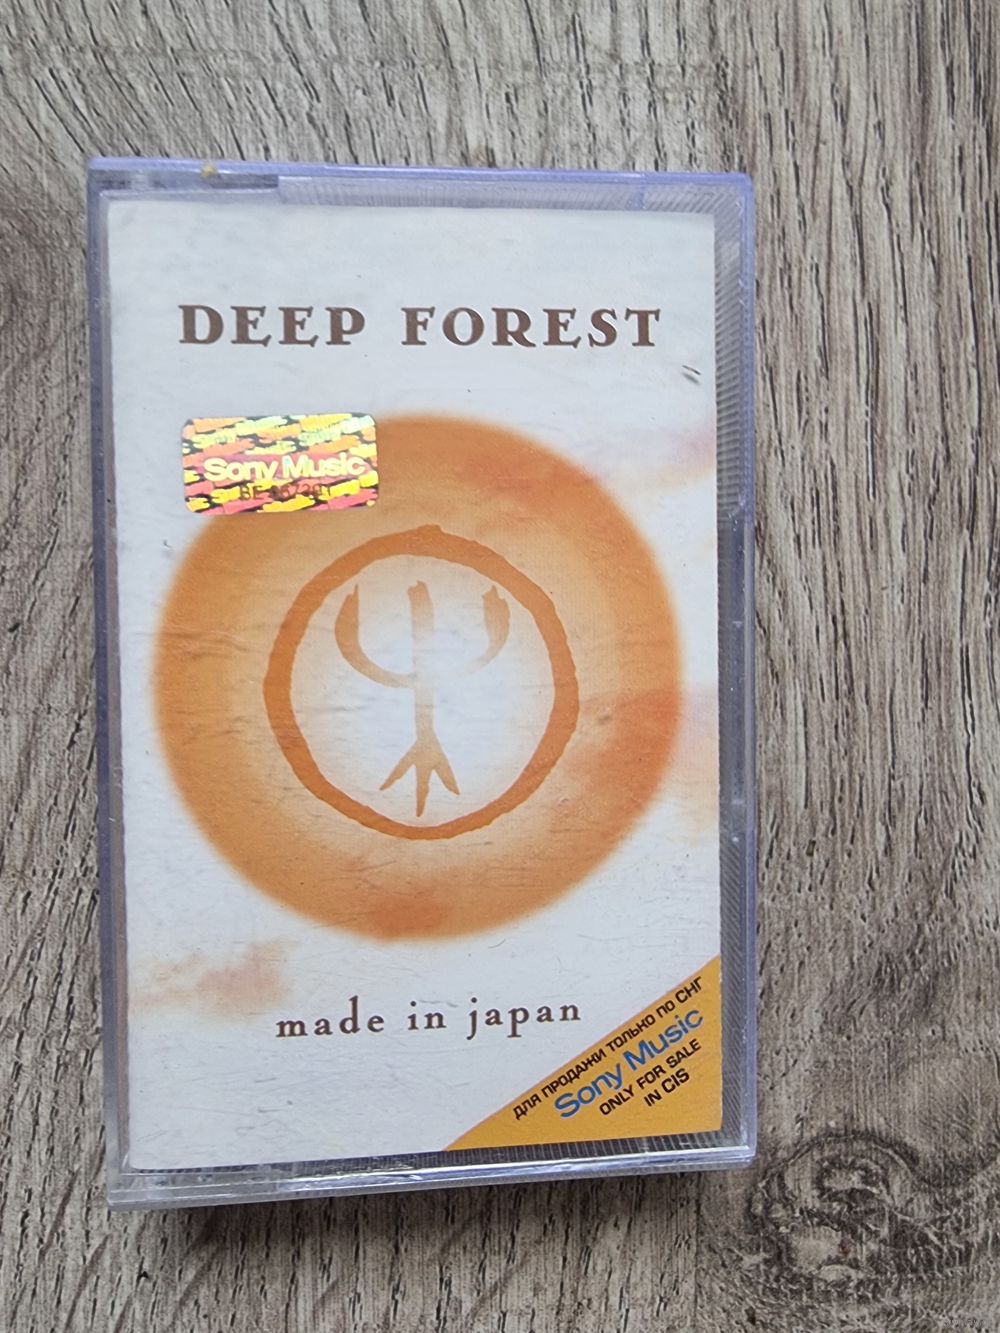 DEEP FOREST
Sony Music
made in japan
ДЛЯ ПРОДАЖИ ТОЛЬКО ПО СНГ
Sony Music
ONLY FOR SALE
IN CIS